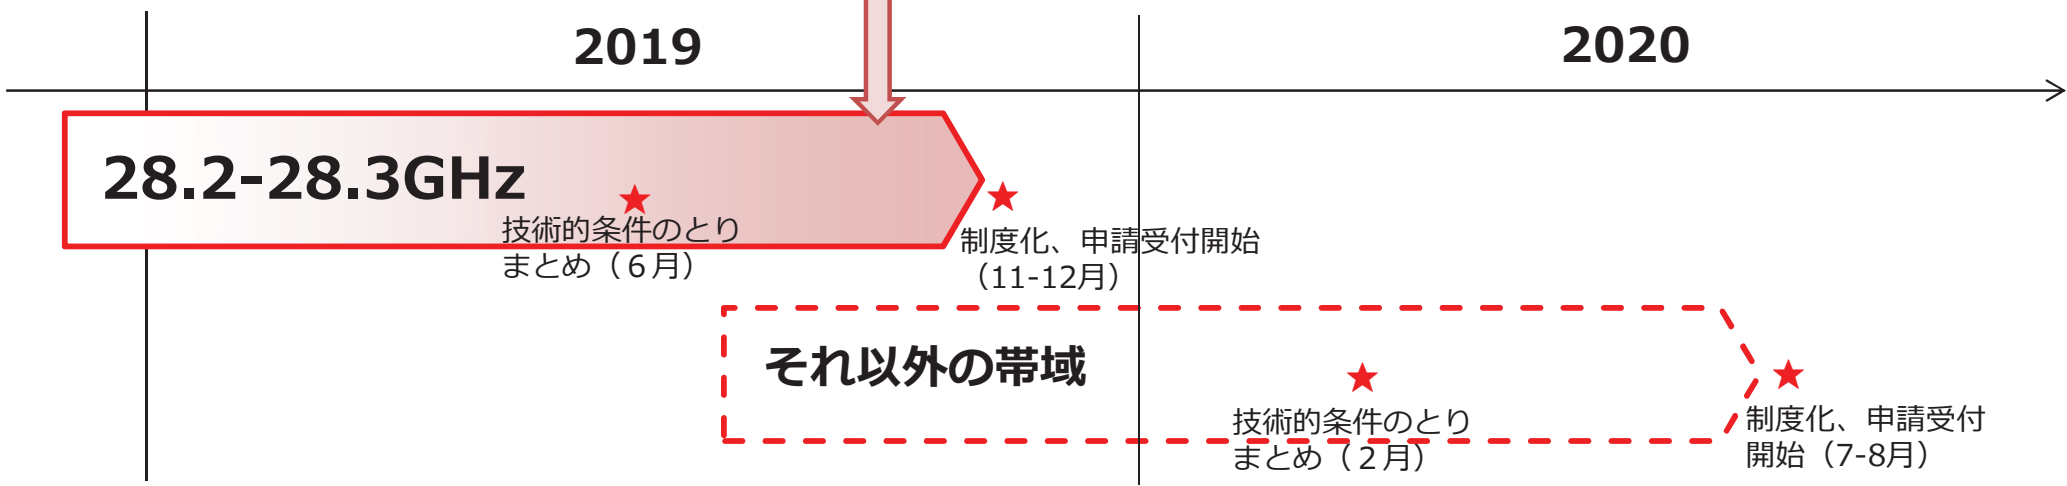 2019
2020
28.2-28.3GHz
技術的条件のとり
まとめ（６月）
制度化、申請受付開始
（11-12月）
それ以外の帯域
技術的条件のとり
まとめ（２月）
制度化、申請受付
開始（7-8月）